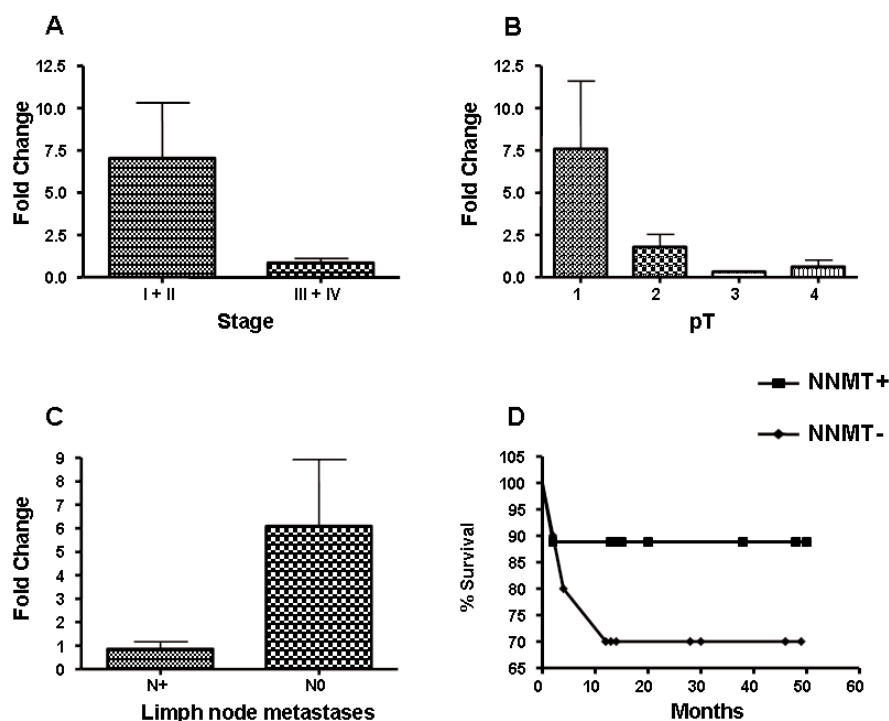 A
Fold Change
12.5
10.0
7.5
5.0
2.5
0.0
I + II
III + IV
Stage
B
Fold Change
12.5
10.0
7.5
5.0
2.5
0.0
1
2
3
4
pT
C
Fold Change
9
8
7
6
5
4
3
2
1
0
N+
N0
Limph node metastases
NNMT+
NNMT-
D
% Survival
105
100
95
90
85
80
75
70
65
0
10
20
30
40
50
60
Months